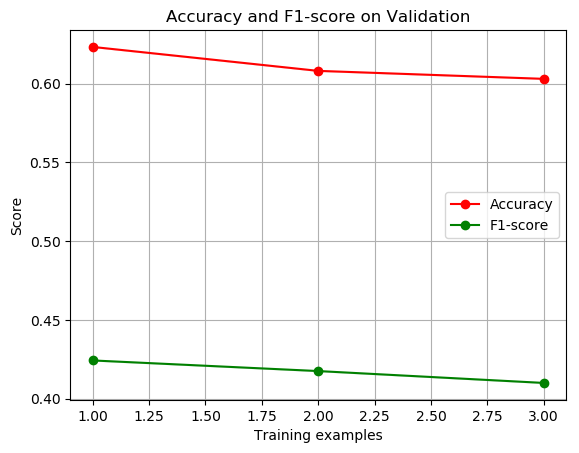 Accuracy and F1-score on Validation
0.60
0.55
0.50
0.45
0.40
Score
Accuracy
F1-score
1.00 1.25 1.50 1.75 2.00 2.25 2.50 2.75 3.00
Training examples